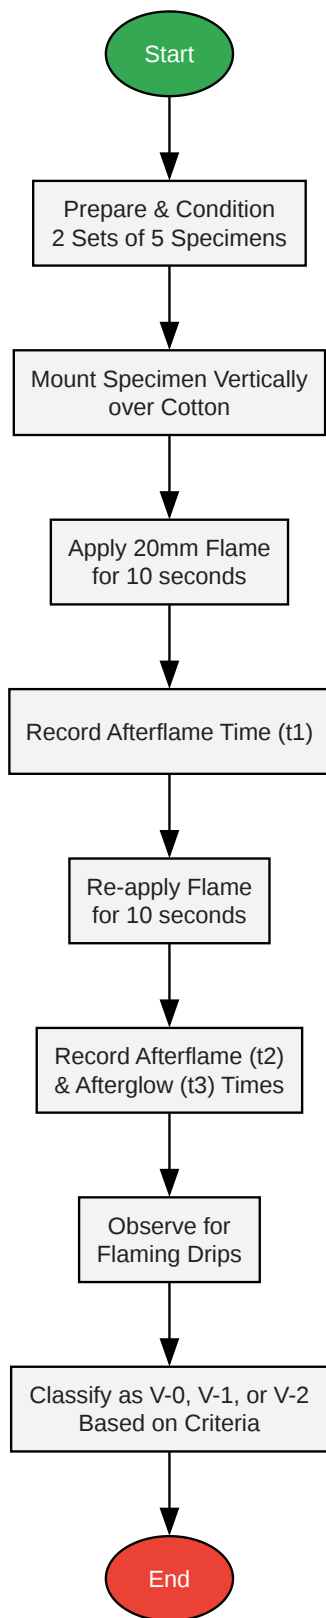 Start
Prepare & Condition
2 Sets of 5 Specimens
Mount Specimen Vertically
over Cotton
Apply 20mm Flame
for 10 seconds
Record Afterflame Time (t1)
Re-apply Flame
for 10 seconds
Record Afterflame (t2)
& Afterglow (t3) Times
Observe for
Flaming Drips
Classify as V-0, V-1, or V-2
Based on Criteria
End